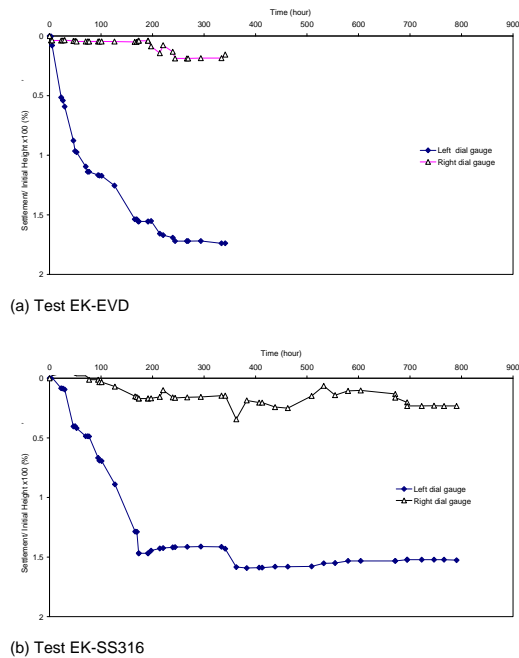 Time (hour)
0 100 200 300 400 500 600 700 800 900
0
0.5
1
1.5
2
Settlement/ Initial Height x100 (%)
Left dial gauge
Right dial gauge
(a) Test EK-EVD
Time (hour)
0 100 200 300 400 500 600 700 800 900
0
0.5
1
1.5
2
Settlement/ Initial Height x100 (%)
Left dial gauge
Right dial gauge
(b) Test EK-SS316